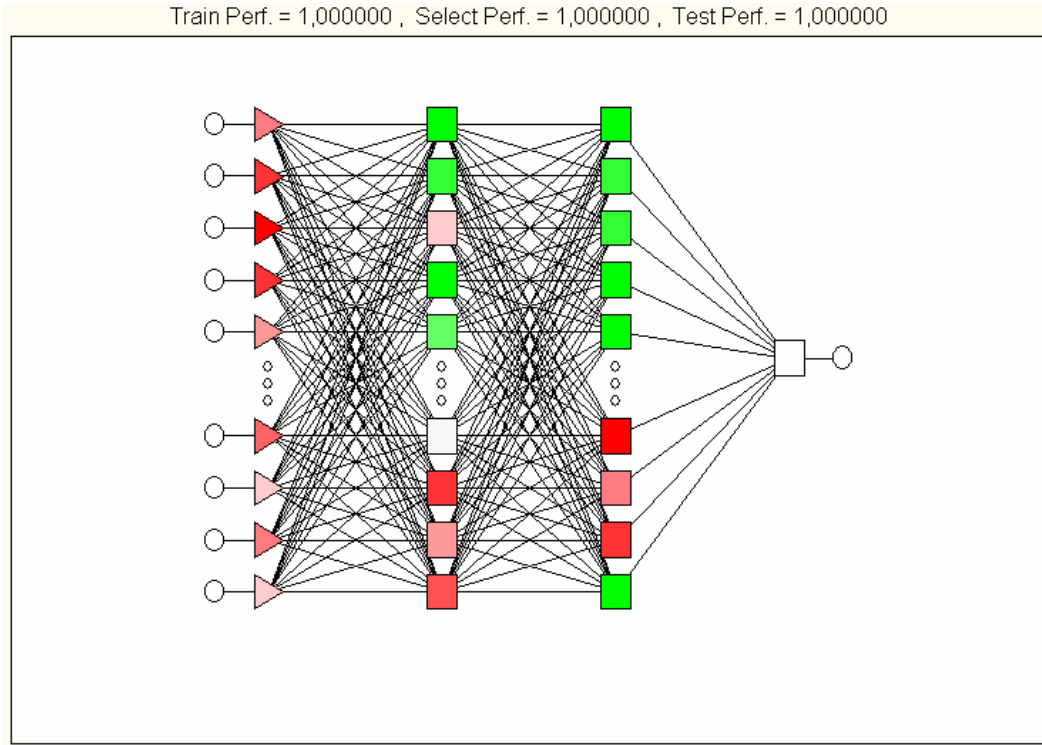 Train Perf. = 1,000000 , Select Perf. = 1,000000 , Test Perf. = 1,000000